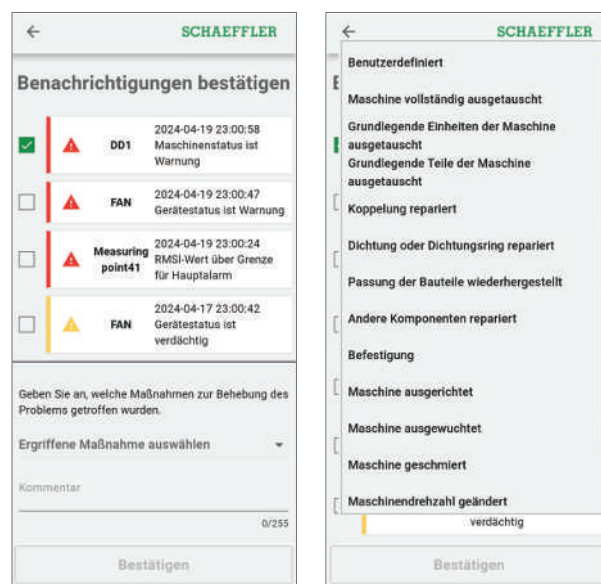 SCHAEFFLER
Benachrichtigungen bestätigen
2024-04-19 23:00:58
DD1
Maschinenstatus ist
Warnung
2024-04-19 23:00:47
FAN
Gerätestatus ist Warnung
Measuring
point41
2024-04-19 23:00:24
RMSI-Wert über Grenze
für Hauptalarm
2024-04-17 23:00:42
FAN
Gerätestatus ist
verdächtig
Geben Sie an, welche Maßnahmen zur Behebung des
Problems getroffen wurden.
Ergriffene Maßnahme auswählen
Kommentar
0/255
Bestätigen
SCHAEFFLER
Benutzerdefiniert
Maschine vollständig ausgetauscht
Grundlegende Einheiten der Maschine
ausgetauscht
Grundlegende Teile der Maschine
ausgetauscht
Koppelung repariert
Dichtung oder Dichtungsring repariert
Passung der Bauteile wiederhergestellt
Andere Komponenten repariert
Befestigung
Maschine ausgerichtet
Maschine ausgewuchtet
Maschine geschmiert
Maschinendrehzahl geändert
verdächtig
Bestätigen